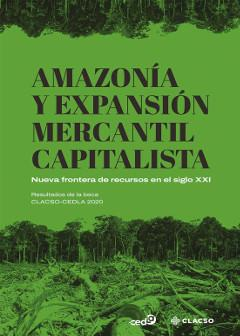 AMAZONÍA
Y EXPANSIÓN
MERCANTIL
CAPITALISTA
Nueva frontera de recursos en el siglo XXI
Resultados de la beca
CLACSO-CEDLA 2020
CLACSO